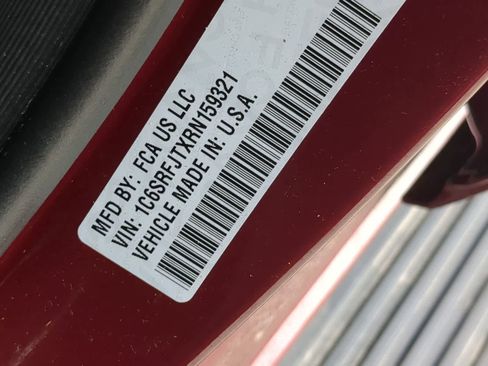 MFD BY: FCA US LLC
VIN: 1C6SRFJTXRN159321
VEHICLE MADE IN: U.S.A.